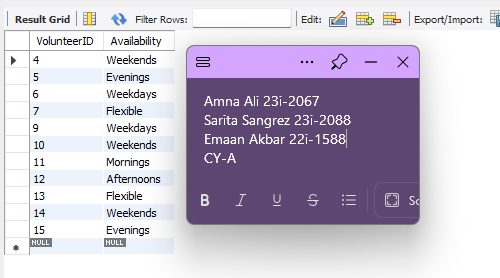 Result Grid Filter Rows: Edit: Export/Import:
VolunteerID Availability
4 Weekends
5 Evenings
6 Weekdays
7 Flexible
9 Weekdays
10 Weekends
11 Mornings
12 Afternoons
13 Flexible
14 Weekends
15 Evenings
NULL NULL
Amna Ali 23i-2067
Sarita Sangrez 23i-2088
Emaan Akbar 22i-1588
CY-A
B I U S